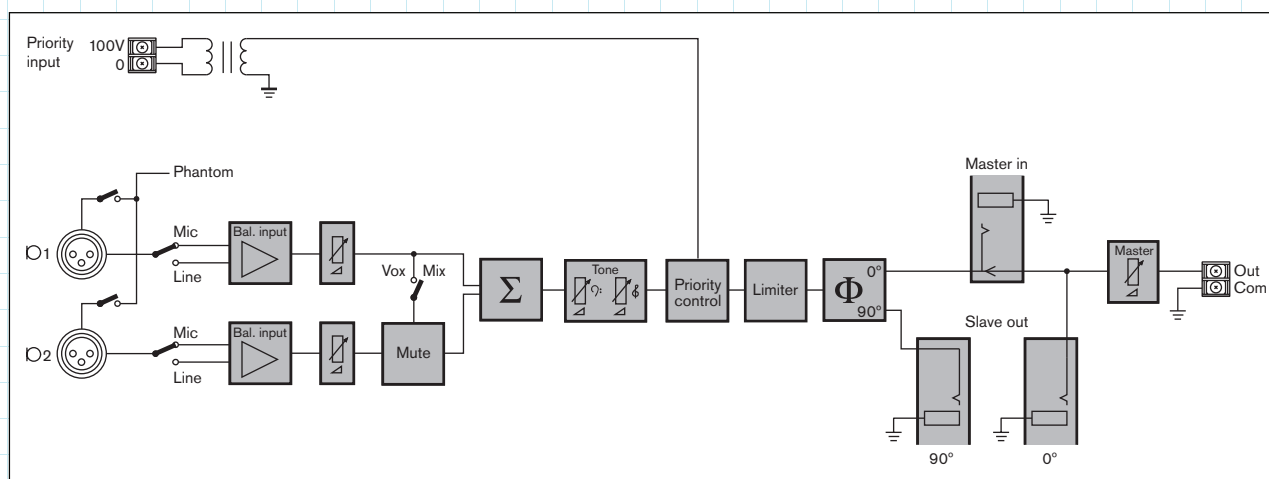 Priority
input
100V
0
Phantom
1
Mic
Line
Bal. input
Vox
Mix
2
Mic
Line
Bal. input
Mute
Σ
Tone
Priority
control
Limiter
Φ
0°
90°
Master in
Slave out
90°
0°
Master
Out
Com